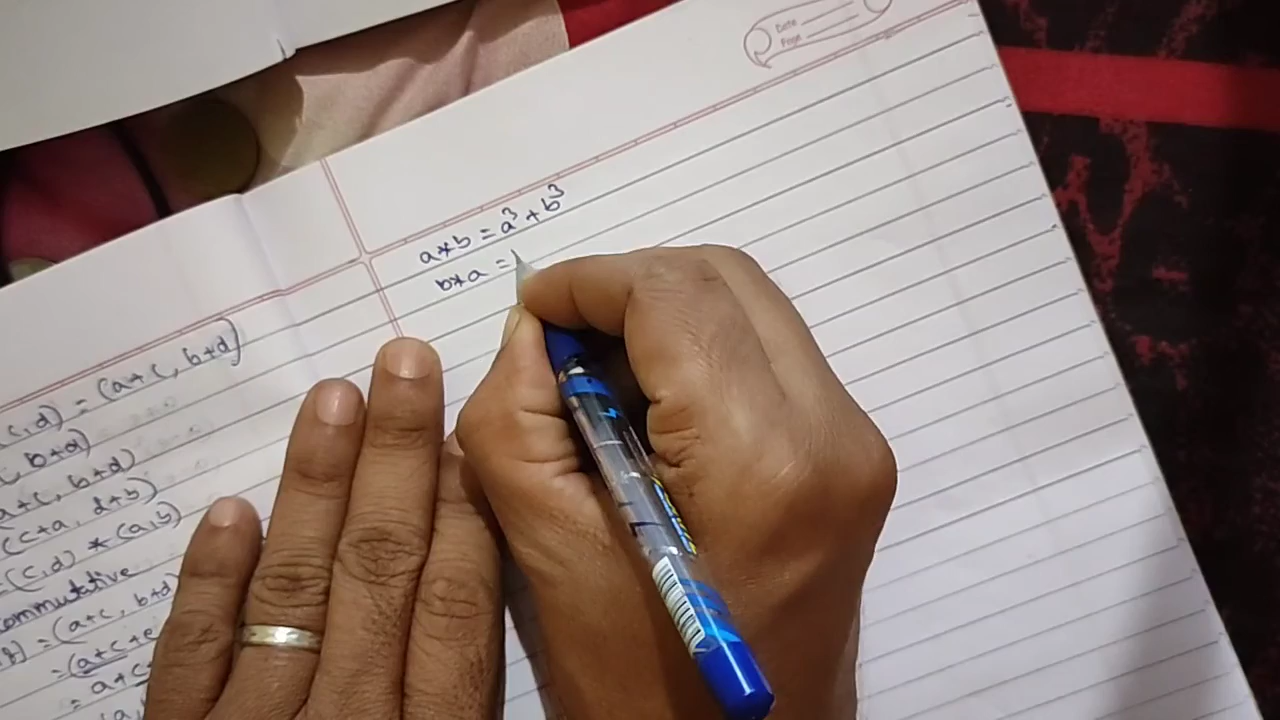 Date
Page
a*b = a³ + b³
b*a =
c,d) = (a+c, b+d)
, b+d)
a+c, b+d)
(c+a, d+b)
= (c,d) * (a,b)
commutative
= (a+c, b+d)
= (a+c+e
= a+c